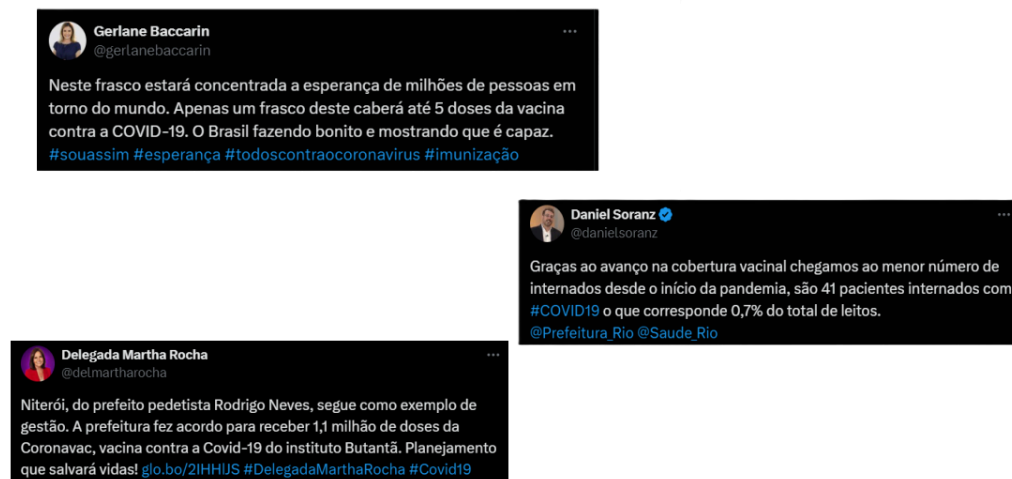 Gerlane Baccarin
@gerlanebaccarin
Neste frasco estará concentrada a esperança de milhões de pessoas em
torno do mundo. Apenas um frasco deste caberá até 5 doses da vacina
contra a COVID-19. O Brasil fazendo bonito e mostrando que é capaz.
#souassim #esperança #todoscontraocoronavirus #imunização
Daniel Soranz
@danielsoranz
Graças ao avanço na cobertura vacinal chegamos ao menor número de
internados desde o início da pandemia, são 41 pacientes internados com
#COVID19 o que corresponde 0,7% do total de leitos.
@Prefeitura_Rio @Saude_Rio
Delegada Martha Rocha
@delmartharocha
Niterói, do prefeito pedetista Rodrigo Neves, segue como exemplo de
gestão. A prefeitura fez acordo para receber 1,1 milhão de doses da
Coronavac, vacina contra a Covid-19 do instituto Butantã. Planejamento
que salvará vidas! glo.bo/2IHHIJS #DelegadaMarthaRocha #Covid19